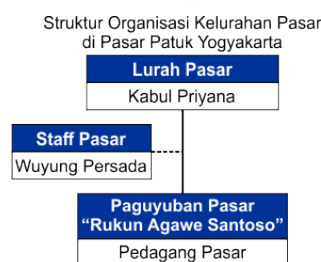 Struktur Organisasi Kelurahan Pasar
di Pasar Patuk Yogyakarta
Lurah Pasar
Kabul Priyana
Staff Pasar
Wuyung Persada
Paguyuban Pasar
“Rukun Agawe Santoso”
Pedagang Pasar